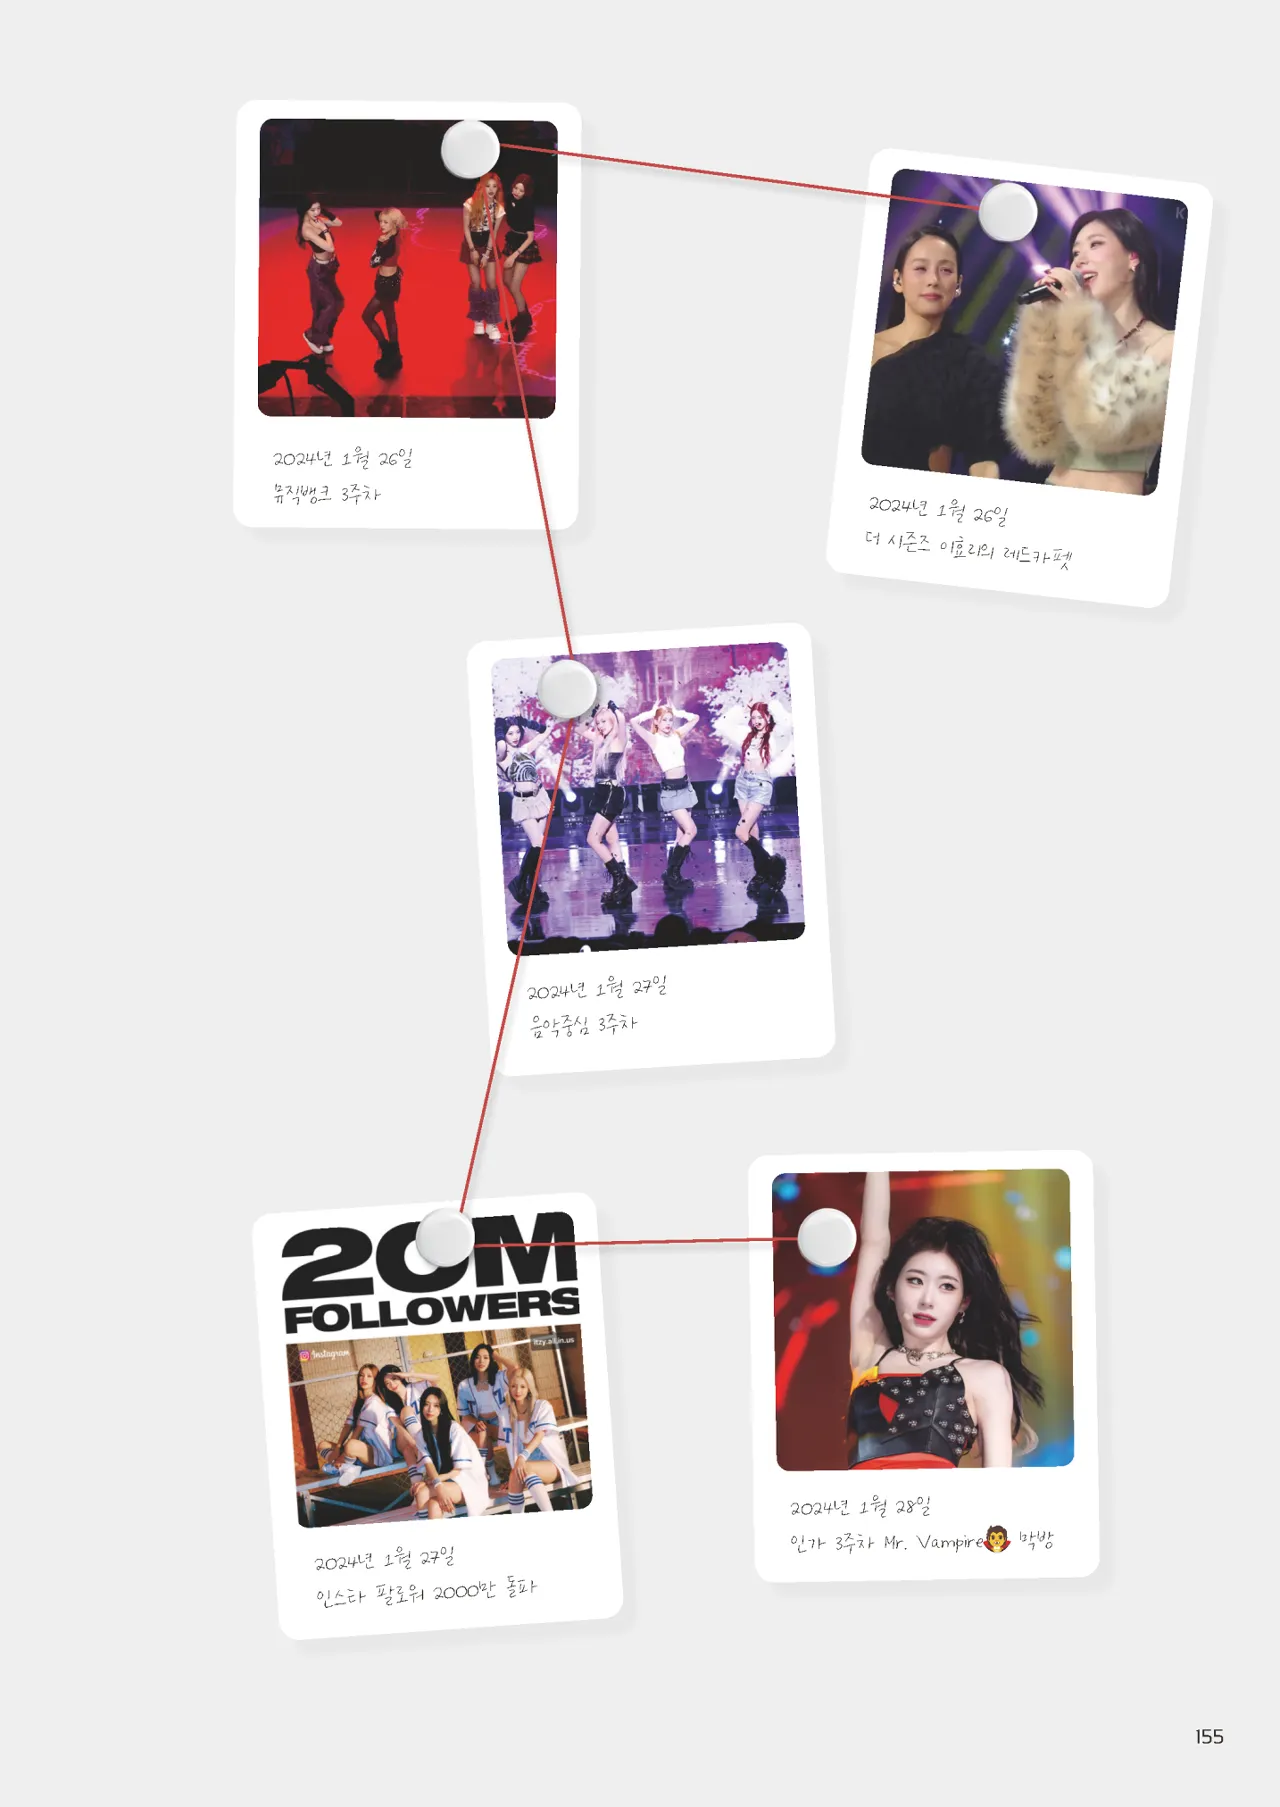 2024년 1월 26일
뮤직뱅크 3주차
K
2024년 1월 26일
더 시즌즈 이효리의 레드카펫
2024년 1월 27일
음악중심 3주차
20M
FOLLOWERS
Instagram
itzy.all.in.us
2024년 1월 27일
인스타 팔로워 2000만 돌파
2024년 1월 28일
인가 3주차 Mr. Vampire🧛 막방
155